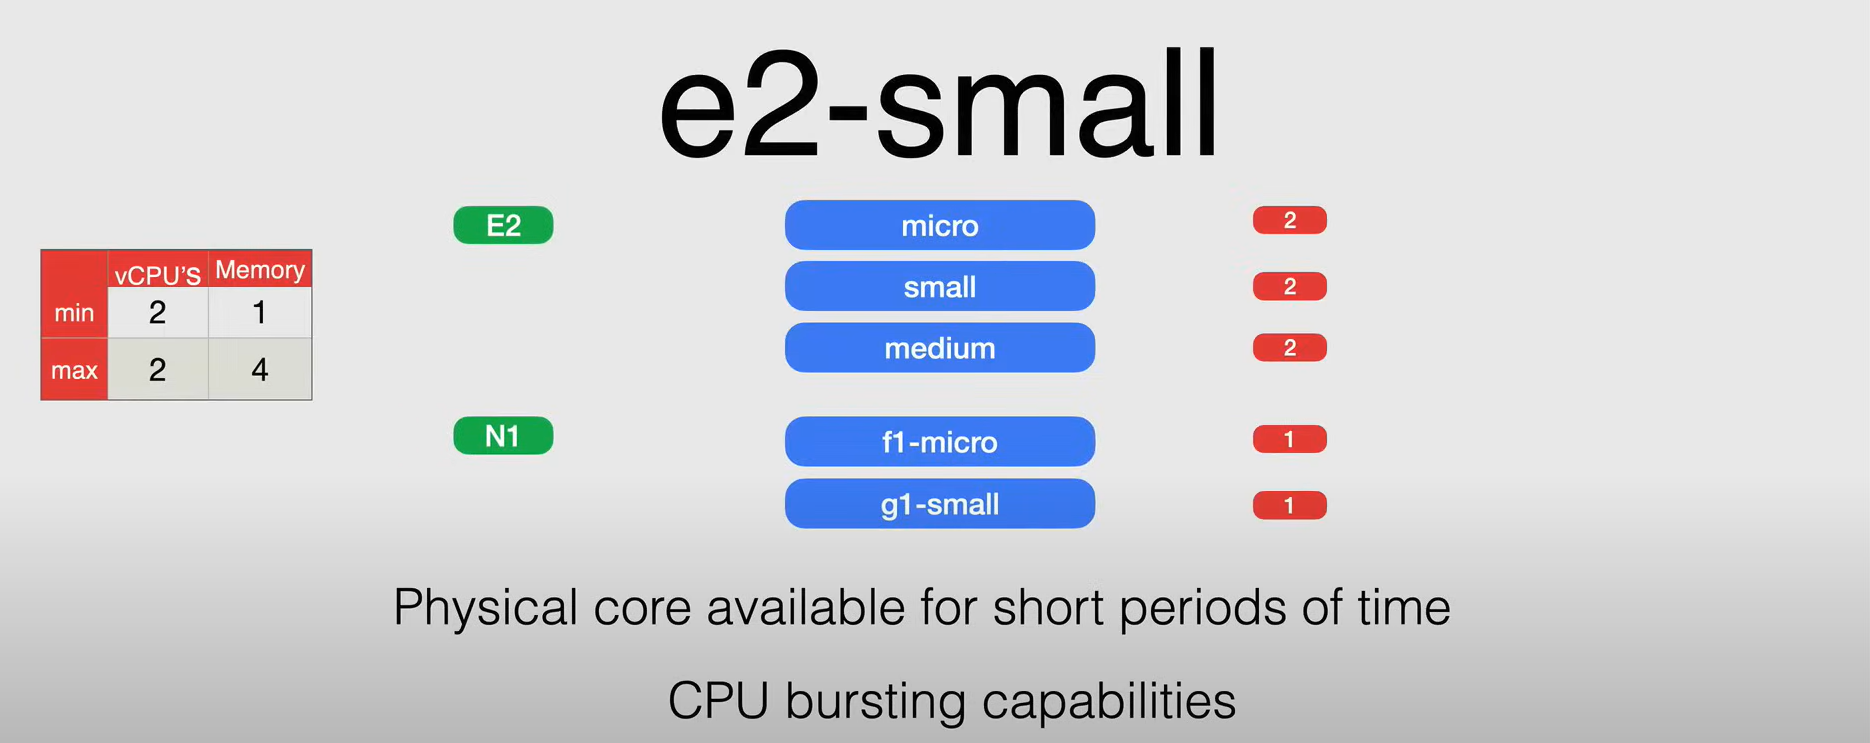 e2-small
vCPU'S Memory
min 2 1
max 2 4
E2 micro 2
small 2
medium 2
N1 f1-micro 1
g1-small 1
Physical core available for short periods of time
CPU bursting capabilities